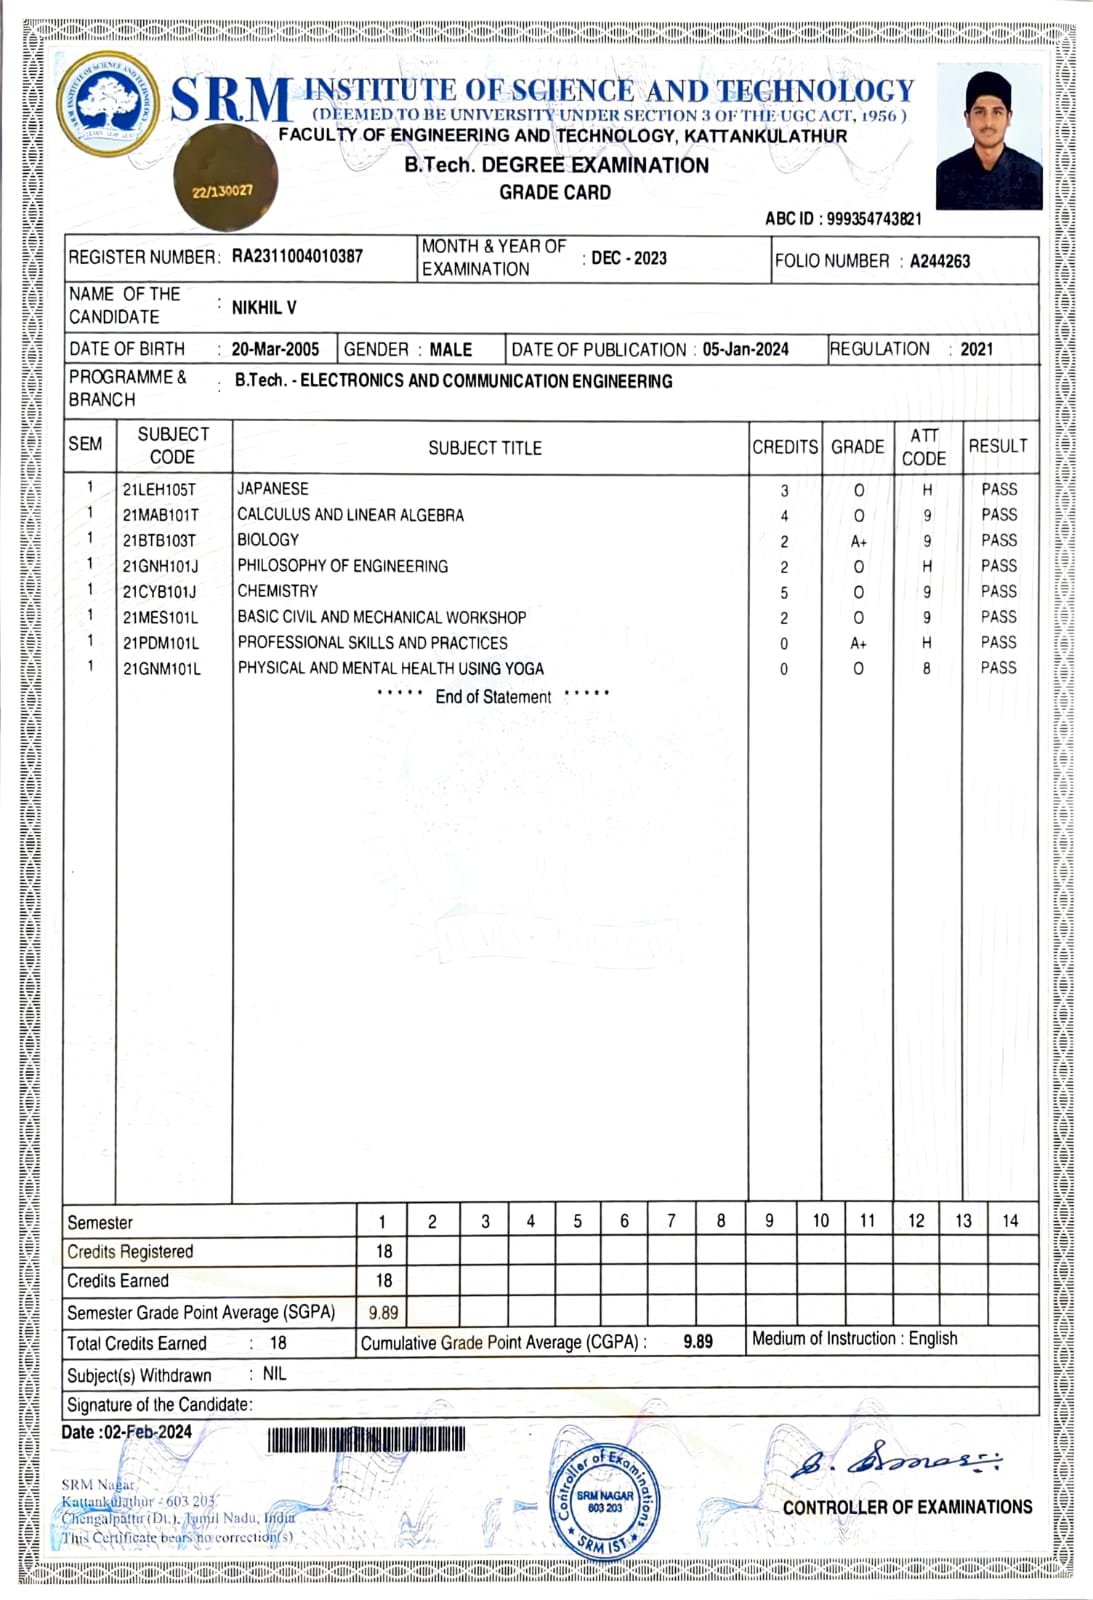 SRM INSTITUTE OF SCIENCE AND TECHNOLOGY
(DEEMED TO BE UNIVERSITY UNDER SECTION 3 OF THE UGC ACT, 1956 )
FACULTY OF ENGINEERING AND TECHNOLOGY, KATTANKULATHUR
B.Tech. DEGREE EXAMINATION
GRADE CARD
22/130027
ABC ID : 999354743821
REGISTER NUMBER : RA2311004010387 MONTH & YEAR OF EXAMINATION : DEC - 2023 FOLIO NUMBER : A244263
NAME OF THE CANDIDATE : NIKHIL V
DATE OF BIRTH : 20-Mar-2005 GENDER : MALE DATE OF PUBLICATION : 05-Jan-2024 REGULATION : 2021
PROGRAMME & BRANCH : B.Tech. - ELECTRONICS AND COMMUNICATION ENGINEERING
SEM SUBJECT CODE SUBJECT TITLE CREDITS GRADE ATT CODE RESULT
1 21LEH105T JAPANESE 3 O H PASS
1 21MAB101T CALCULUS AND LINEAR ALGEBRA 4 O 9 PASS
1 21BTB103T BIOLOGY 2 A+ 9 PASS
1 21GNH101J PHILOSOPHY OF ENGINEERING 2 O H PASS
1 21CYB101J CHEMISTRY 5 O 9 PASS
1 21MES101L BASIC CIVIL AND MECHANICAL WORKSHOP 2 O 9 PASS
1 21PDM101L PROFESSIONAL SKILLS AND PRACTICES 0 A+ H PASS
1 21GNM101L PHYSICAL AND MENTAL HEALTH USING YOGA 0 O 8 PASS
***** End of Statement *****
Semester 1 2 3 4 5 6 7 8 9 10 11 12 13 14
Credits Registered 18
Credits Earned 18
Semester Grade Point Average (SGPA) 9.89
Total Credits Earned : 18 Cumulative Grade Point Average (CGPA) : 9.89 Medium of Instruction : English
Subject(s) Withdrawn : NIL
Signature of the Candidate:
Date :02-Feb-2024
SRM Nagar
Kattankulathur - 603 203
Chengalpattu (Dt.), Tamil Nadu, India
This Certificate bears no correction(s)
Controller of Examinations
SRM NAGAR
603 203
SRM IST
CONTROLLER OF EXAMINATIONS